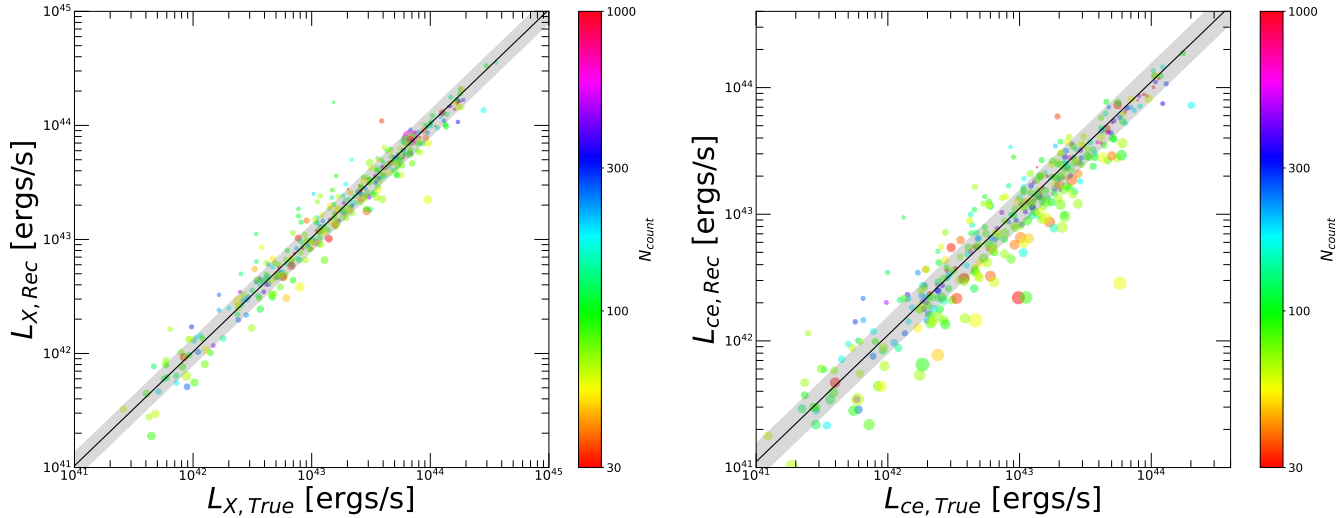 10^45
10^44
10^43
10^42
10^41
L_X,Rec [ergs/s]
10^41 10^42 10^43 10^44 10^45
L_X,True [ergs/s]
1000
300
100
30
N_count
10^44
10^43
10^42
10^41
L_ce,Rec [ergs/s]
10^41 10^42 10^43 10^44
L_ce,True [ergs/s]
1000
300
100
30
N_count